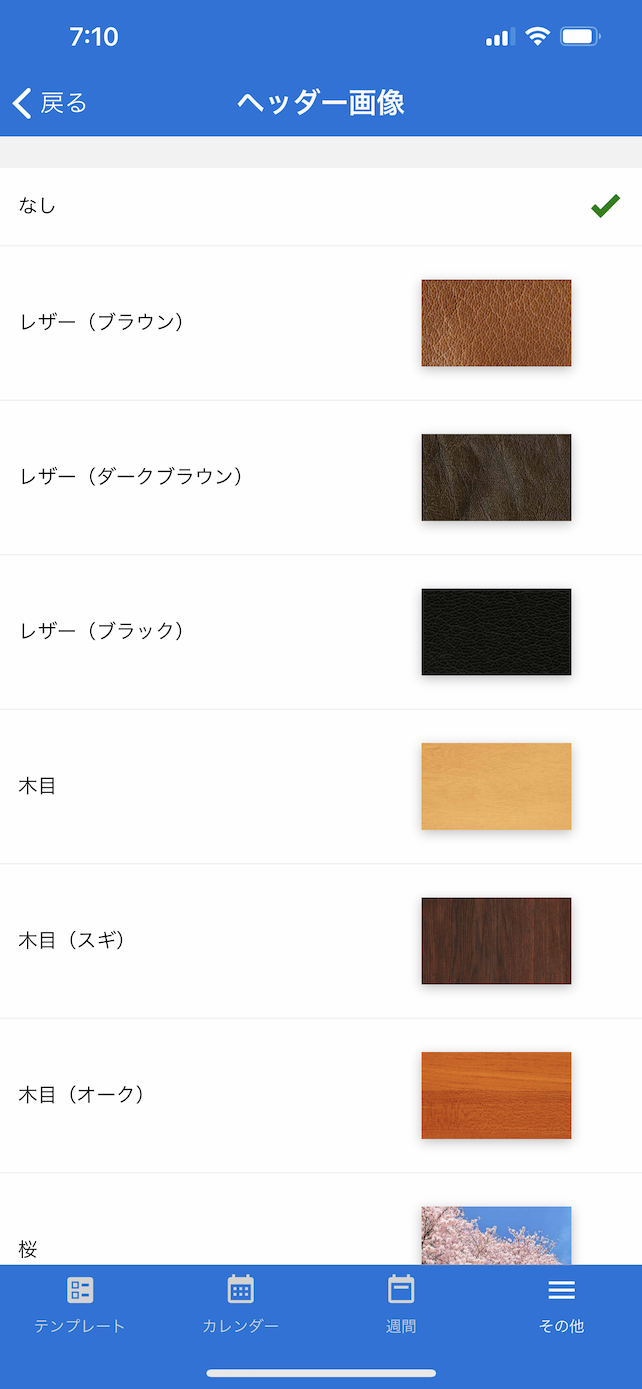 7:10
戻る
ヘッダー画像
なし
レザー（ブラウン）
レザー（ダークブラウン）
レザー（ブラック）
木目
木目（スギ）
木目（オーク）
桜
テンプレート
カレンダー
週間
その他